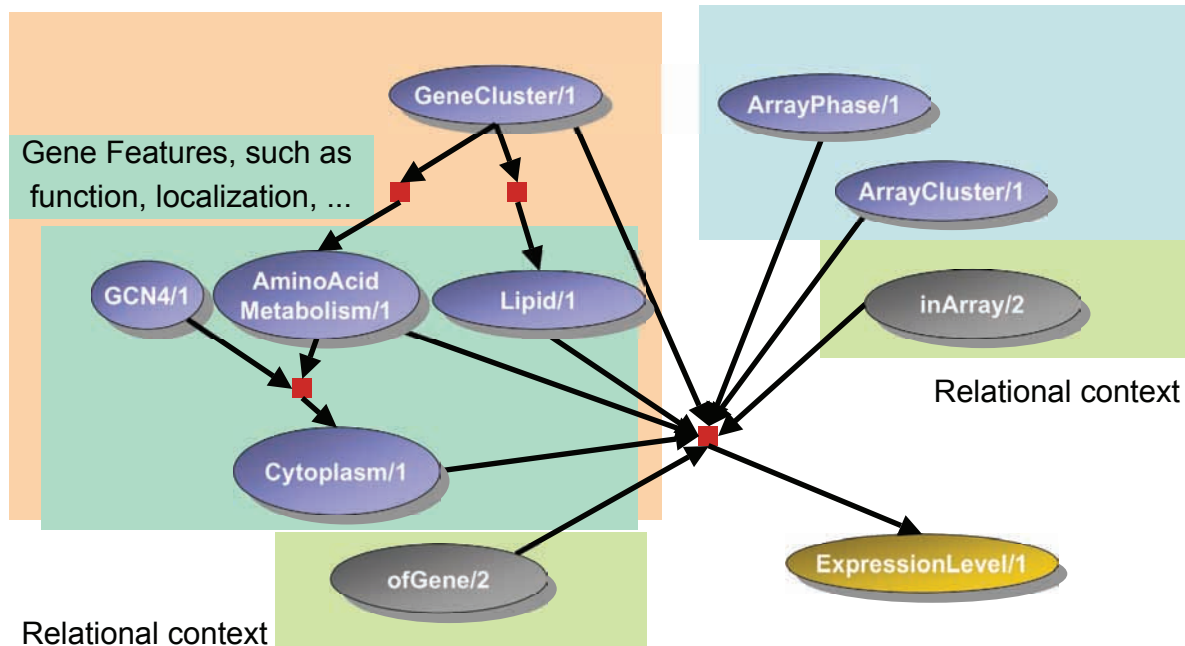 GeneCluster/1
ArrayPhase/1
Gene Features, such as
function, localization, ...
ArrayCluster/1
GCN4/1
AminoAcid
Metabolism/1
Lipid/1
inArray/2
Relational context
Cytoplasm/1
ofGene/2
ExpressionLevel/1
Relational context